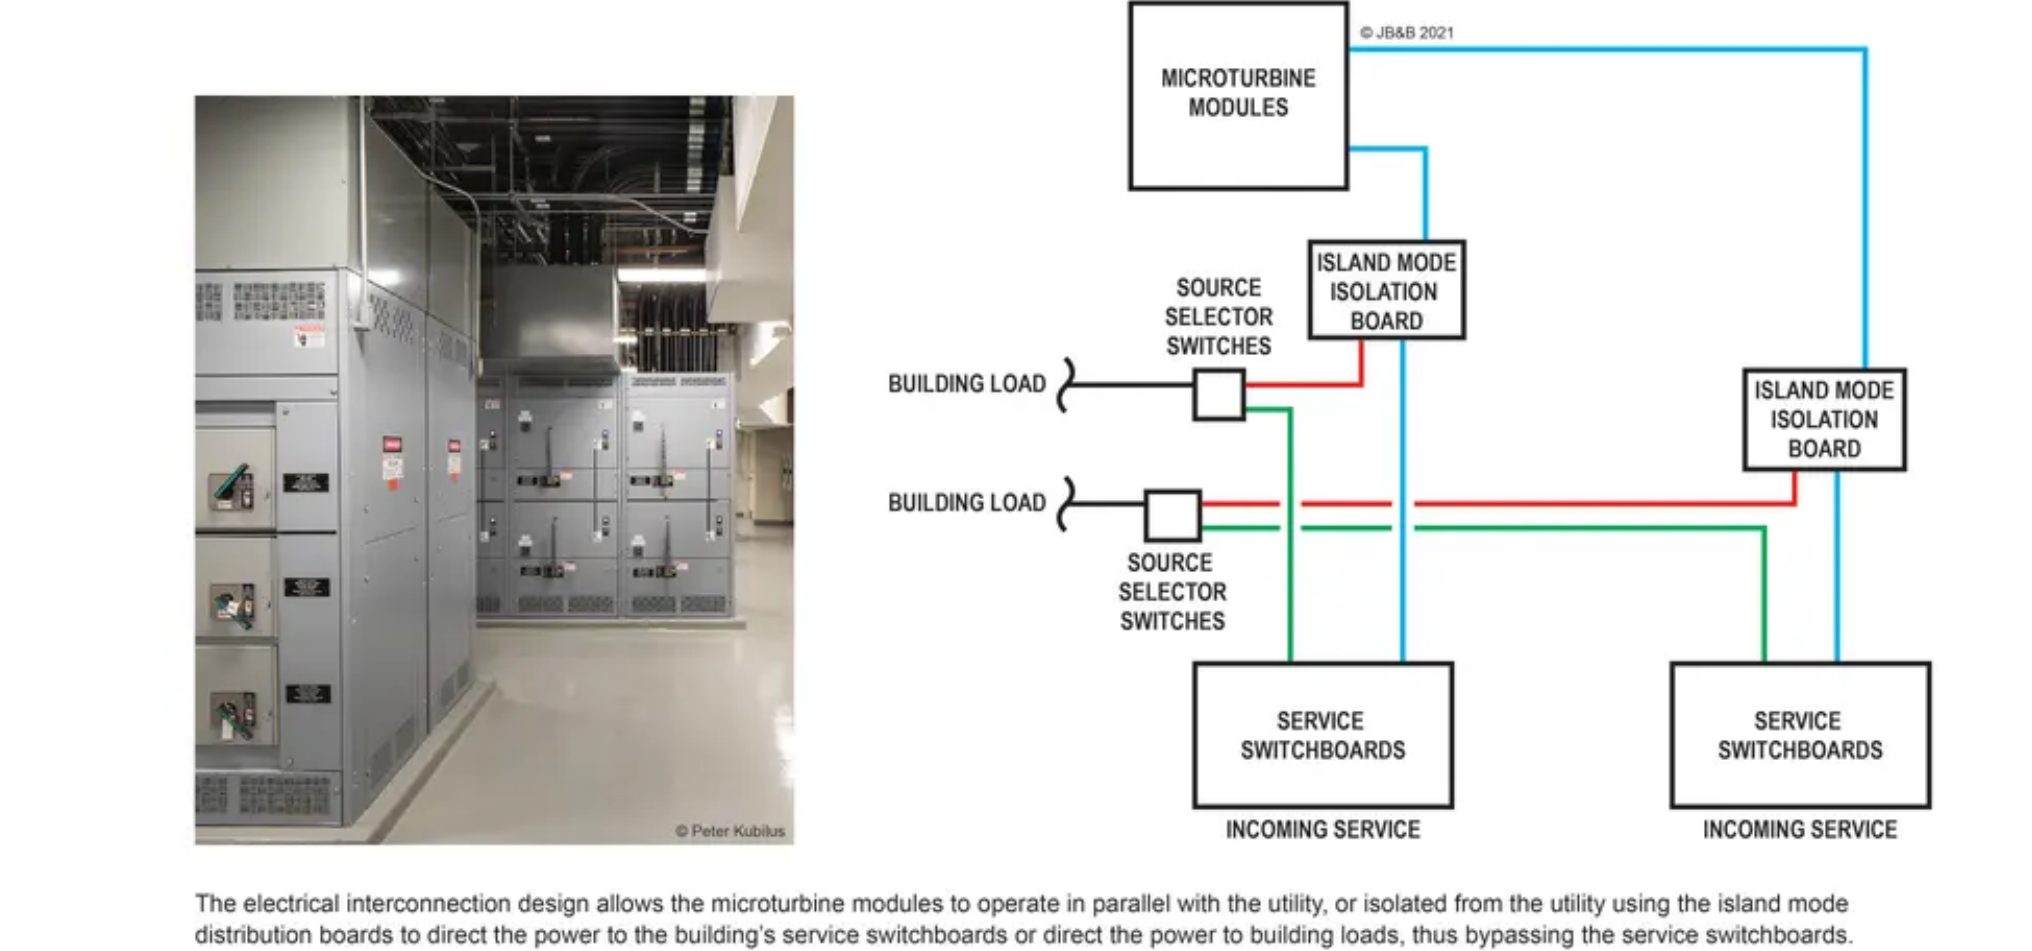 © JB&B 2021
MICROTURBINE
MODULES
ISLAND MODE
ISOLATION
BOARD
SOURCE
SELECTOR
SWITCHES
BUILDING LOAD
ISLAND MODE
ISOLATION
BOARD
BUILDING LOAD
SOURCE
SELECTOR
SWITCHES
SERVICE
SWITCHBOARDS
INCOMING SERVICE
SERVICE
SWITCHBOARDS
INCOMING SERVICE
© Peter Kubilus
The electrical interconnection design allows the microturbine modules to operate in parallel with the utility, or isolated from the utility using the island mode
distribution boards to direct the power to the building's service switchboards or direct the power to building loads, thus bypassing the service switchboards.